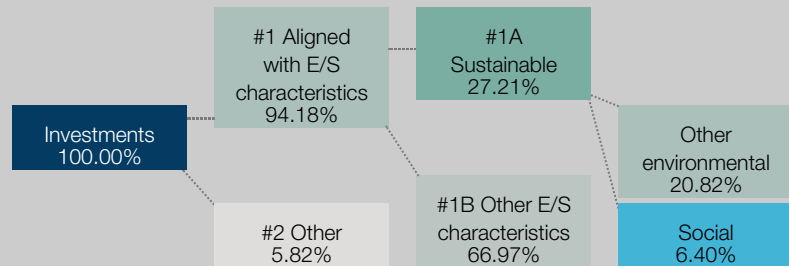 Investments
100.00%
#1 Aligned
with E/S
characteristics
94.18%
#2 Other
5.82%
#1A
Sustainable
27.21%
#1B Other E/S
characteristics
66.97%
Other
environmental
20.82%
Social
6.40%